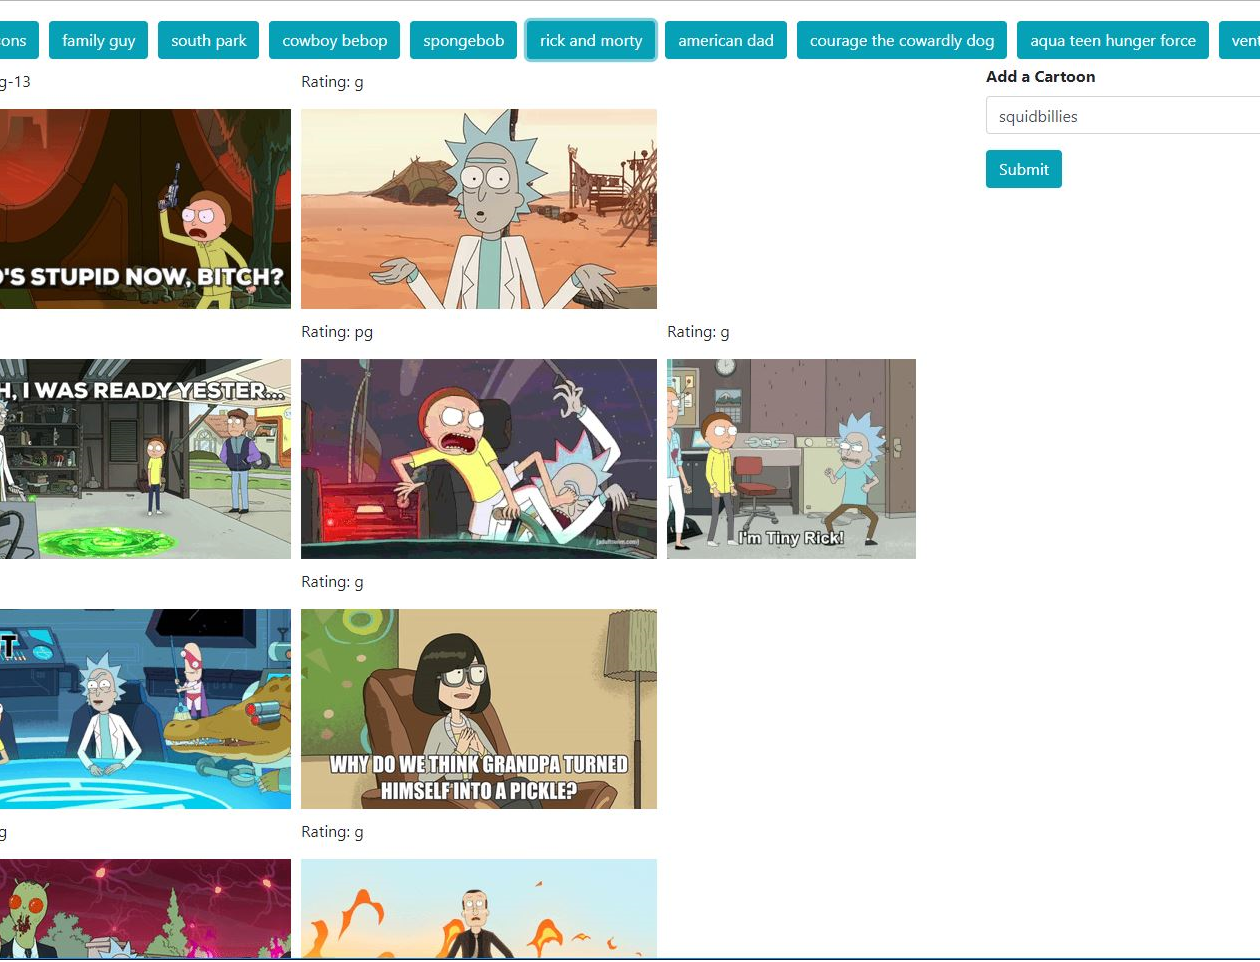 ons family guy south park cowboy bebop spongebob rick and morty american dad courage the cowardly dog aqua teen hunger force vent
g-13 Rating: g
Add a Cartoon
squidbillies
Submit
'S STUPID NOW, BITCH?
Rating: pg Rating: g
H, I WAS READY YESTER...
[adultswim.com]
I'm Tiny Rick!
Rating: g
T
WHY DO WE THINK GRANDPA TURNED
HIMSELF INTO A PICKLE?
g Rating: g